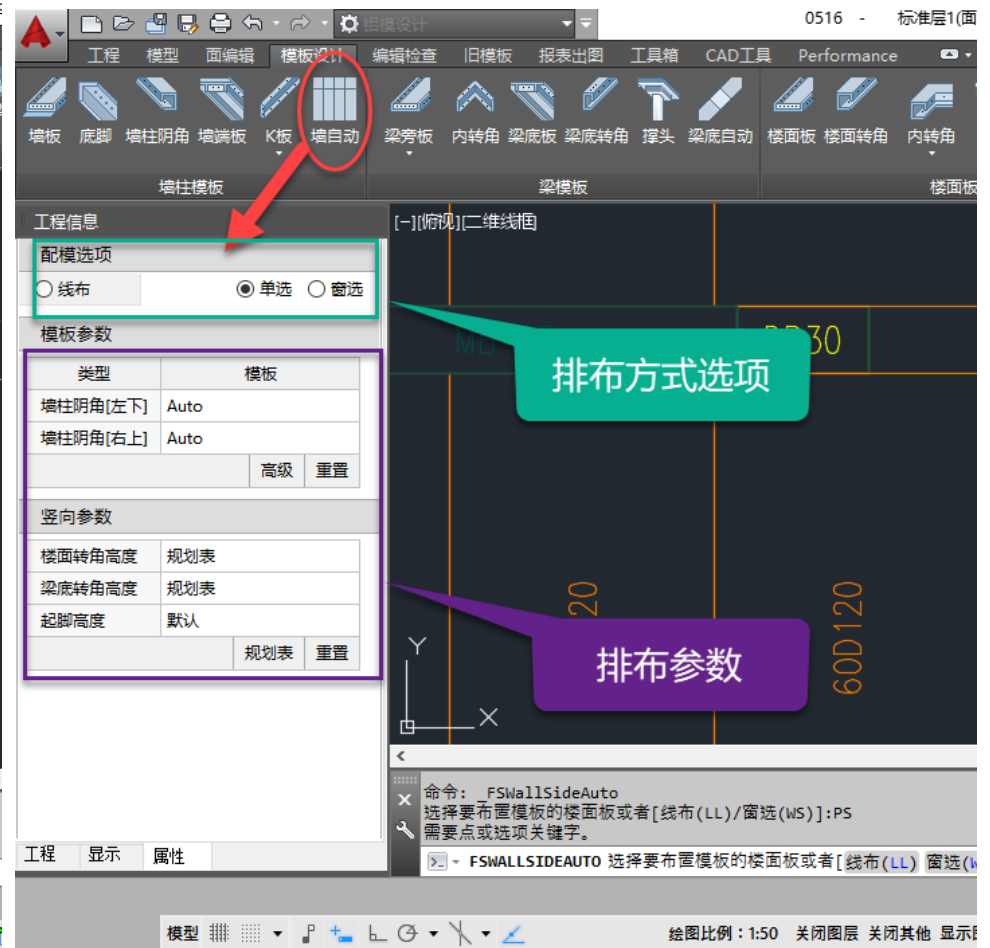 铝模设计
0516 - 标准层1(面
工程 模型 面编辑 模板设计 编辑检查 旧模板 报表出图 工具箱 CAD工具 Performance
墙板 底脚 墙柱阴角 墙端板 K板 墙自动 梁旁板 内转角 梁底板 梁底转角 撑头 梁底自动 楼面板 楼面转角 内转角
墙柱模板 梁模板 楼面板
工程信息
[-][俯视][二维线框]
配模选项
线布 单选 窗选
模板参数
类型 模板
墙柱阴角[左下] Auto
墙柱阴角[右上] Auto
高级 重置
竖向参数
楼面转角高度 规划表
梁底转角高度 规划表
起脚高度 默认
规划表 重置
排布方式选项
30
20
60D120
排布参数
Y
X
命令: _FSWallSideAuto
选择要布置模板的楼面板或者[线布(LL)/窗选(WS)]:PS
需要点或选项关键字。
FSWALLSIDEAUTO 选择要布置模板的楼面板或者[线布(LL) 窗选(
工程 显示 属性
模型
绘图比例：1:50 关闭图层 关闭其他 显示